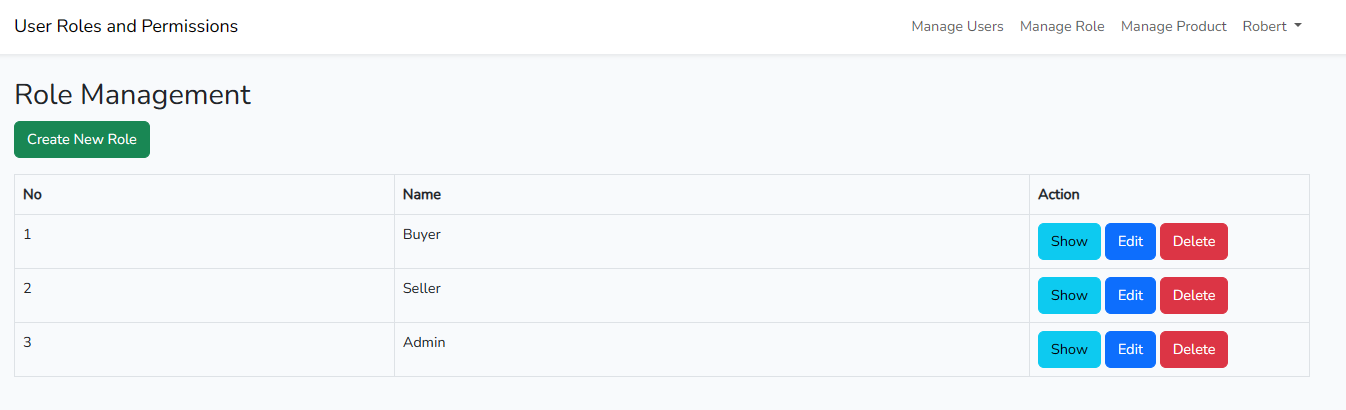 User Roles and Permissions Manage Users Manage Role Manage Product Robert
Role Management
Create New Role
No Name Action
1 Buyer Show Edit Delete
2 Seller Show Edit Delete
3 Admin Show Edit Delete